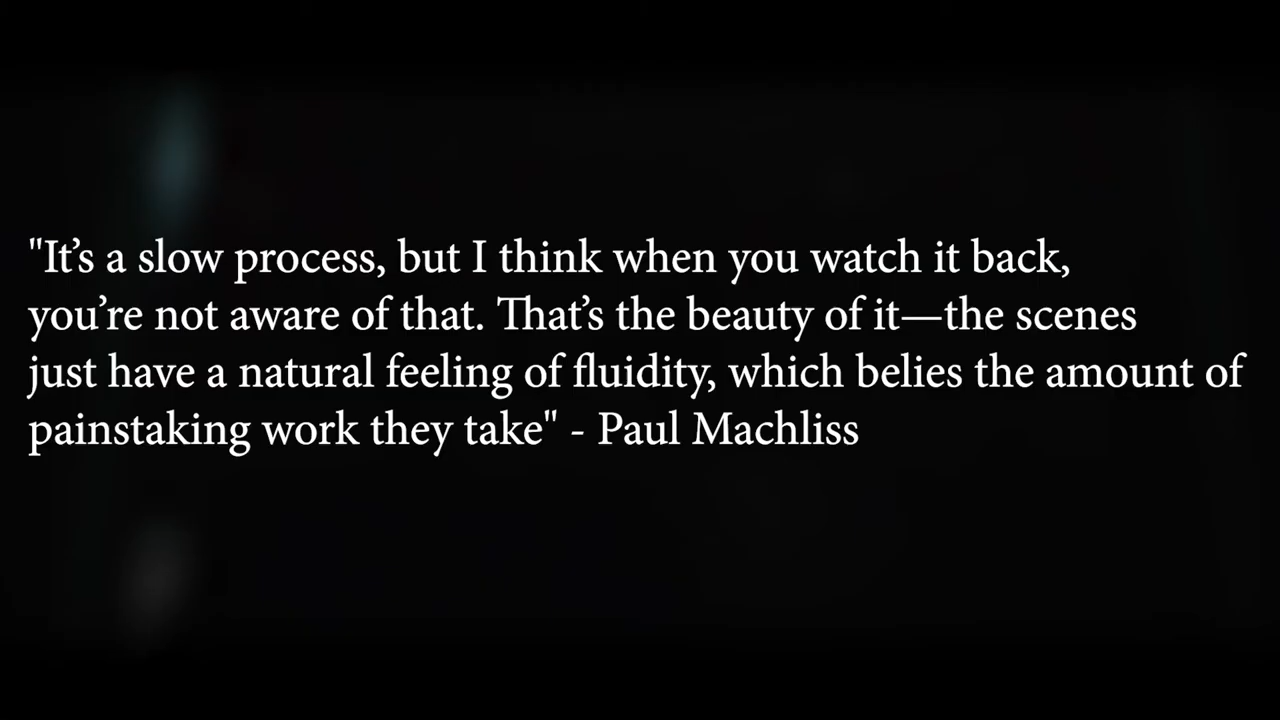 "It’s a slow process, but I think when you watch it back,
you’re not aware of that. That’s the beauty of it—the scenes
just have a natural feeling of fluidity, which belies the amount of
painstaking work they take" - Paul Machliss